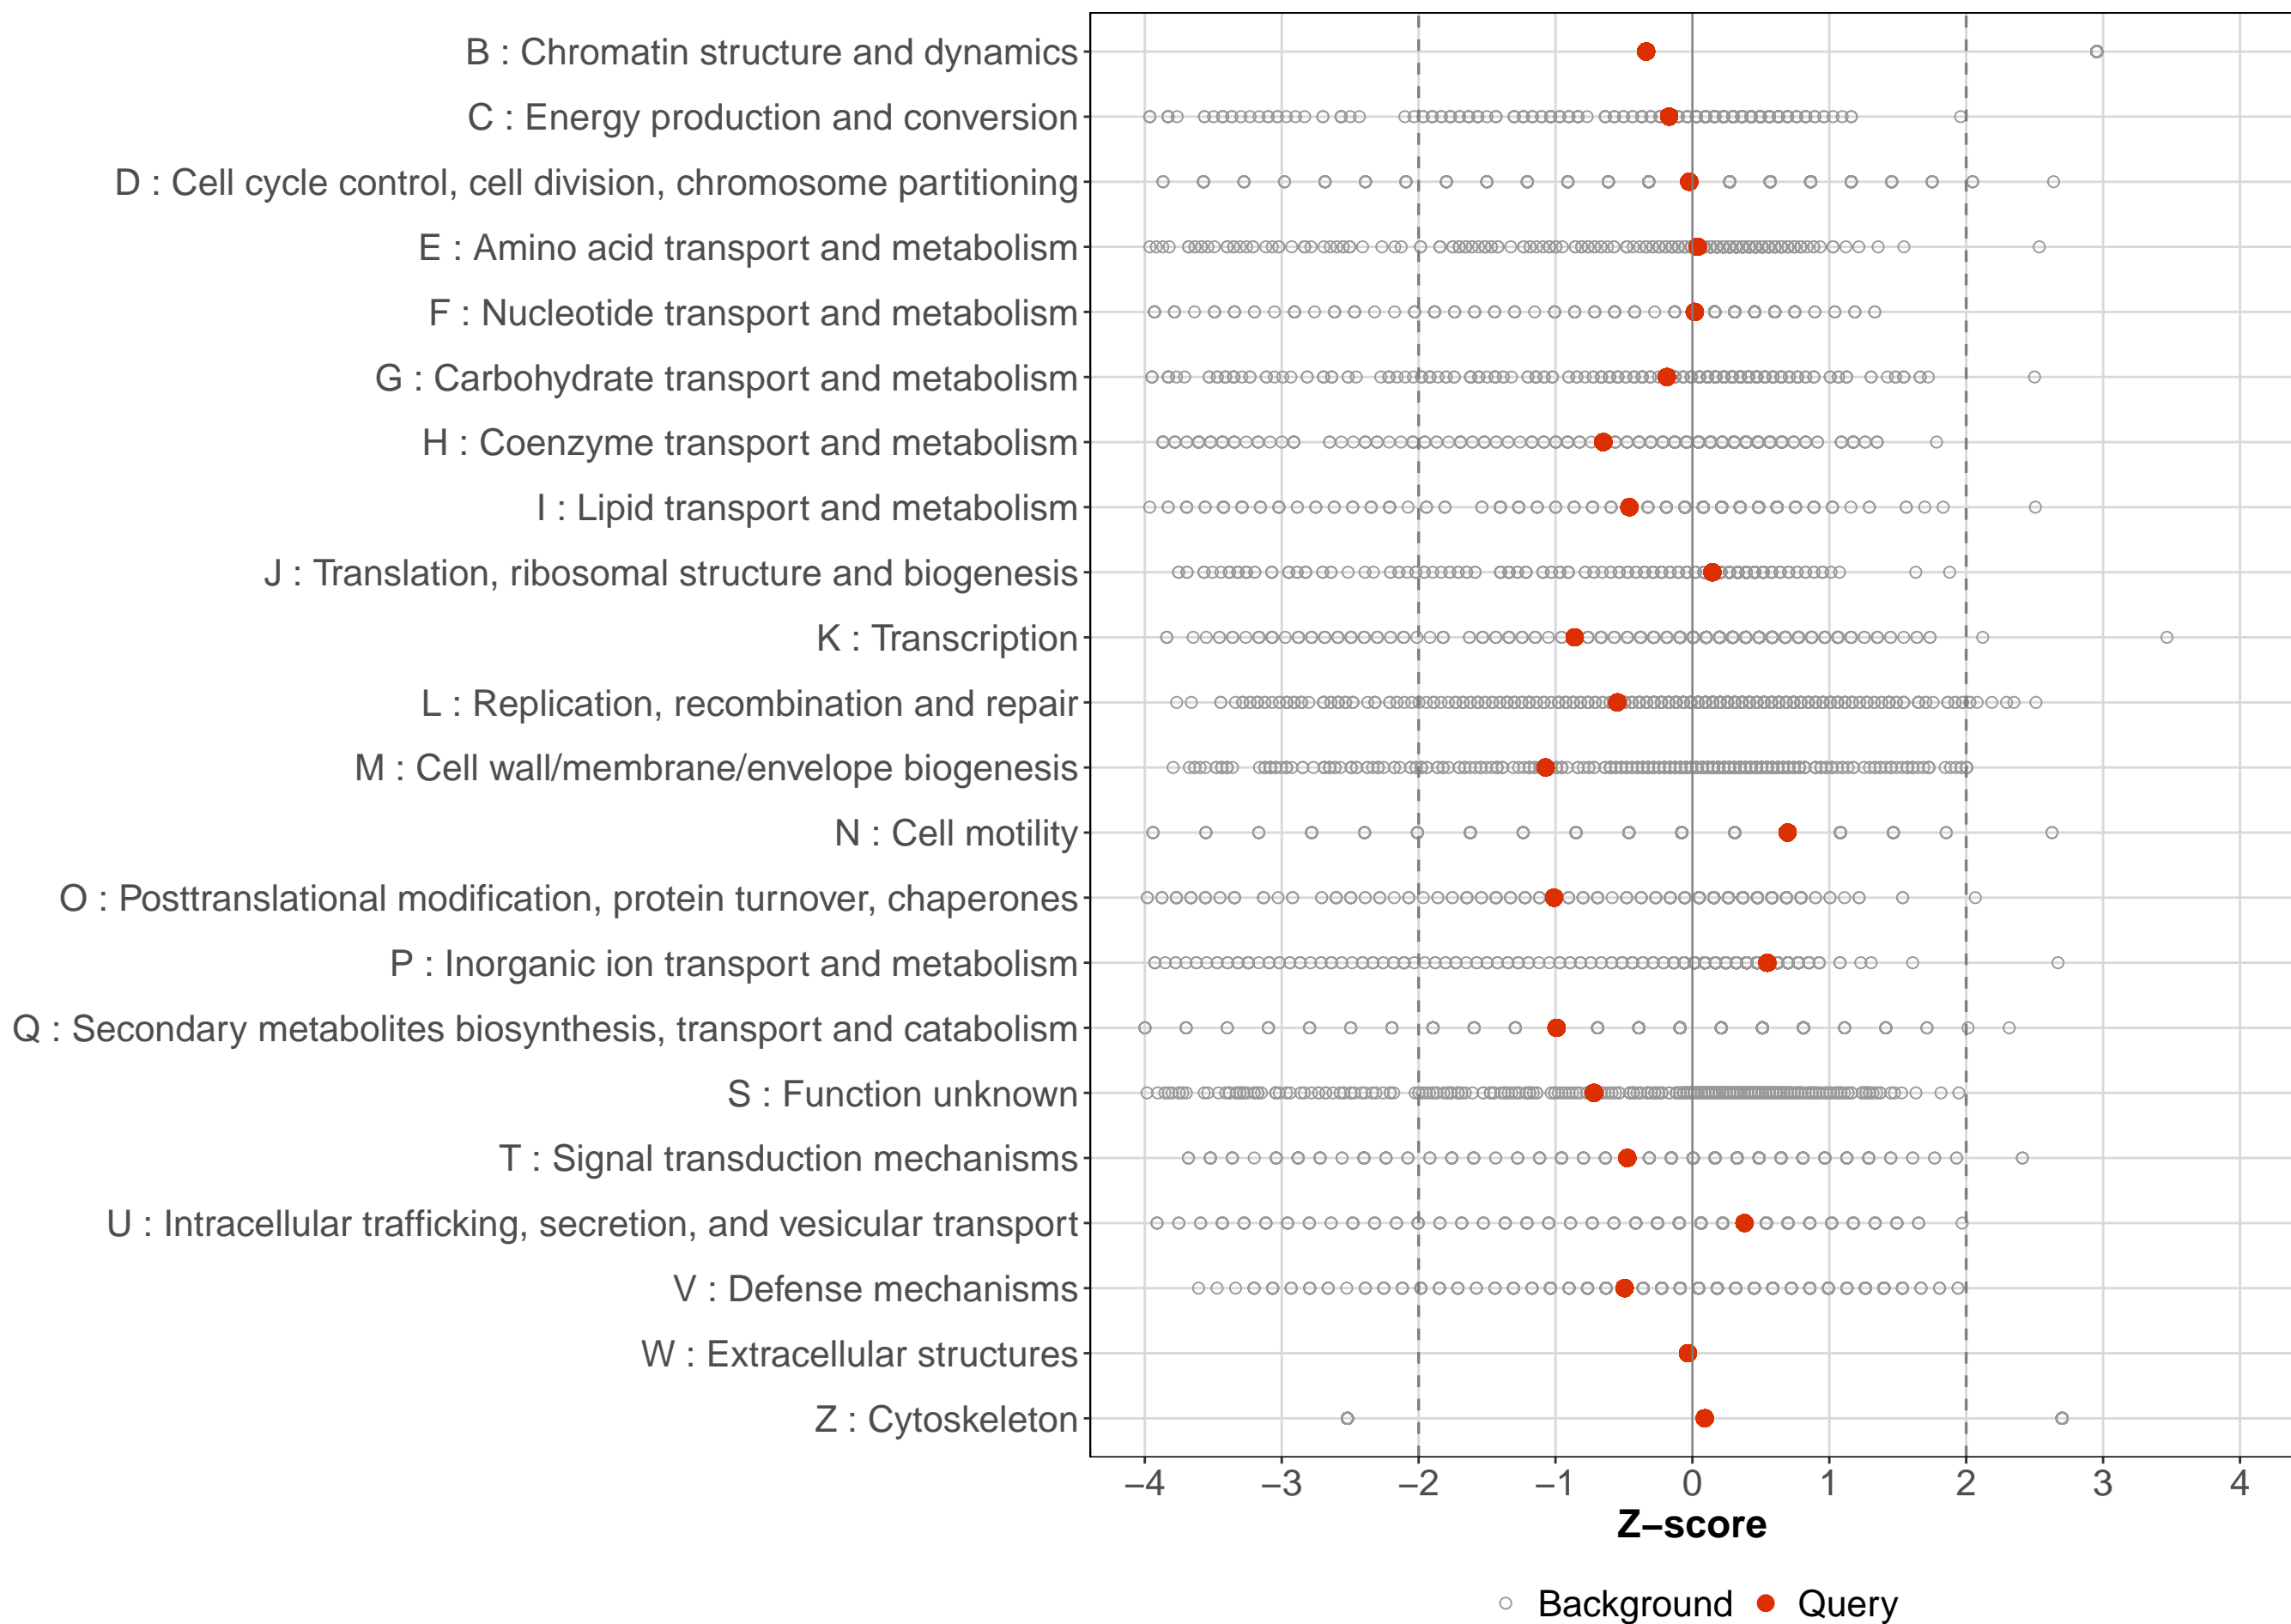 B : Chromatin structure and dynamics
C : Energy production and conversion
D : Cell cycle control, cell division, chromosome partitioning
E : Amino acid transport and metabolism
F : Nucleotide transport and metabolism
G : Carbohydrate transport and metabolism
H : Coenzyme transport and metabolism
I : Lipid transport and metabolism
J : Translation, ribosomal structure and biogenesis
K : Transcription
L : Replication, recombination and repair
M : Cell wall/membrane/envelope biogenesis
N : Cell motility
O : Posttranslational modification, protein turnover, chaperones
P : Inorganic ion transport and metabolism
Q : Secondary metabolites biosynthesis, transport and catabolism
S : Function unknown
T : Signal transduction mechanisms
U : Intracellular trafficking, secretion, and vesicular transport
V : Defense mechanisms
W : Extracellular structures
Z : Cytoskeleton
−4 −3 −2 −1 0 1 2 3 4
Z−score
Background Query